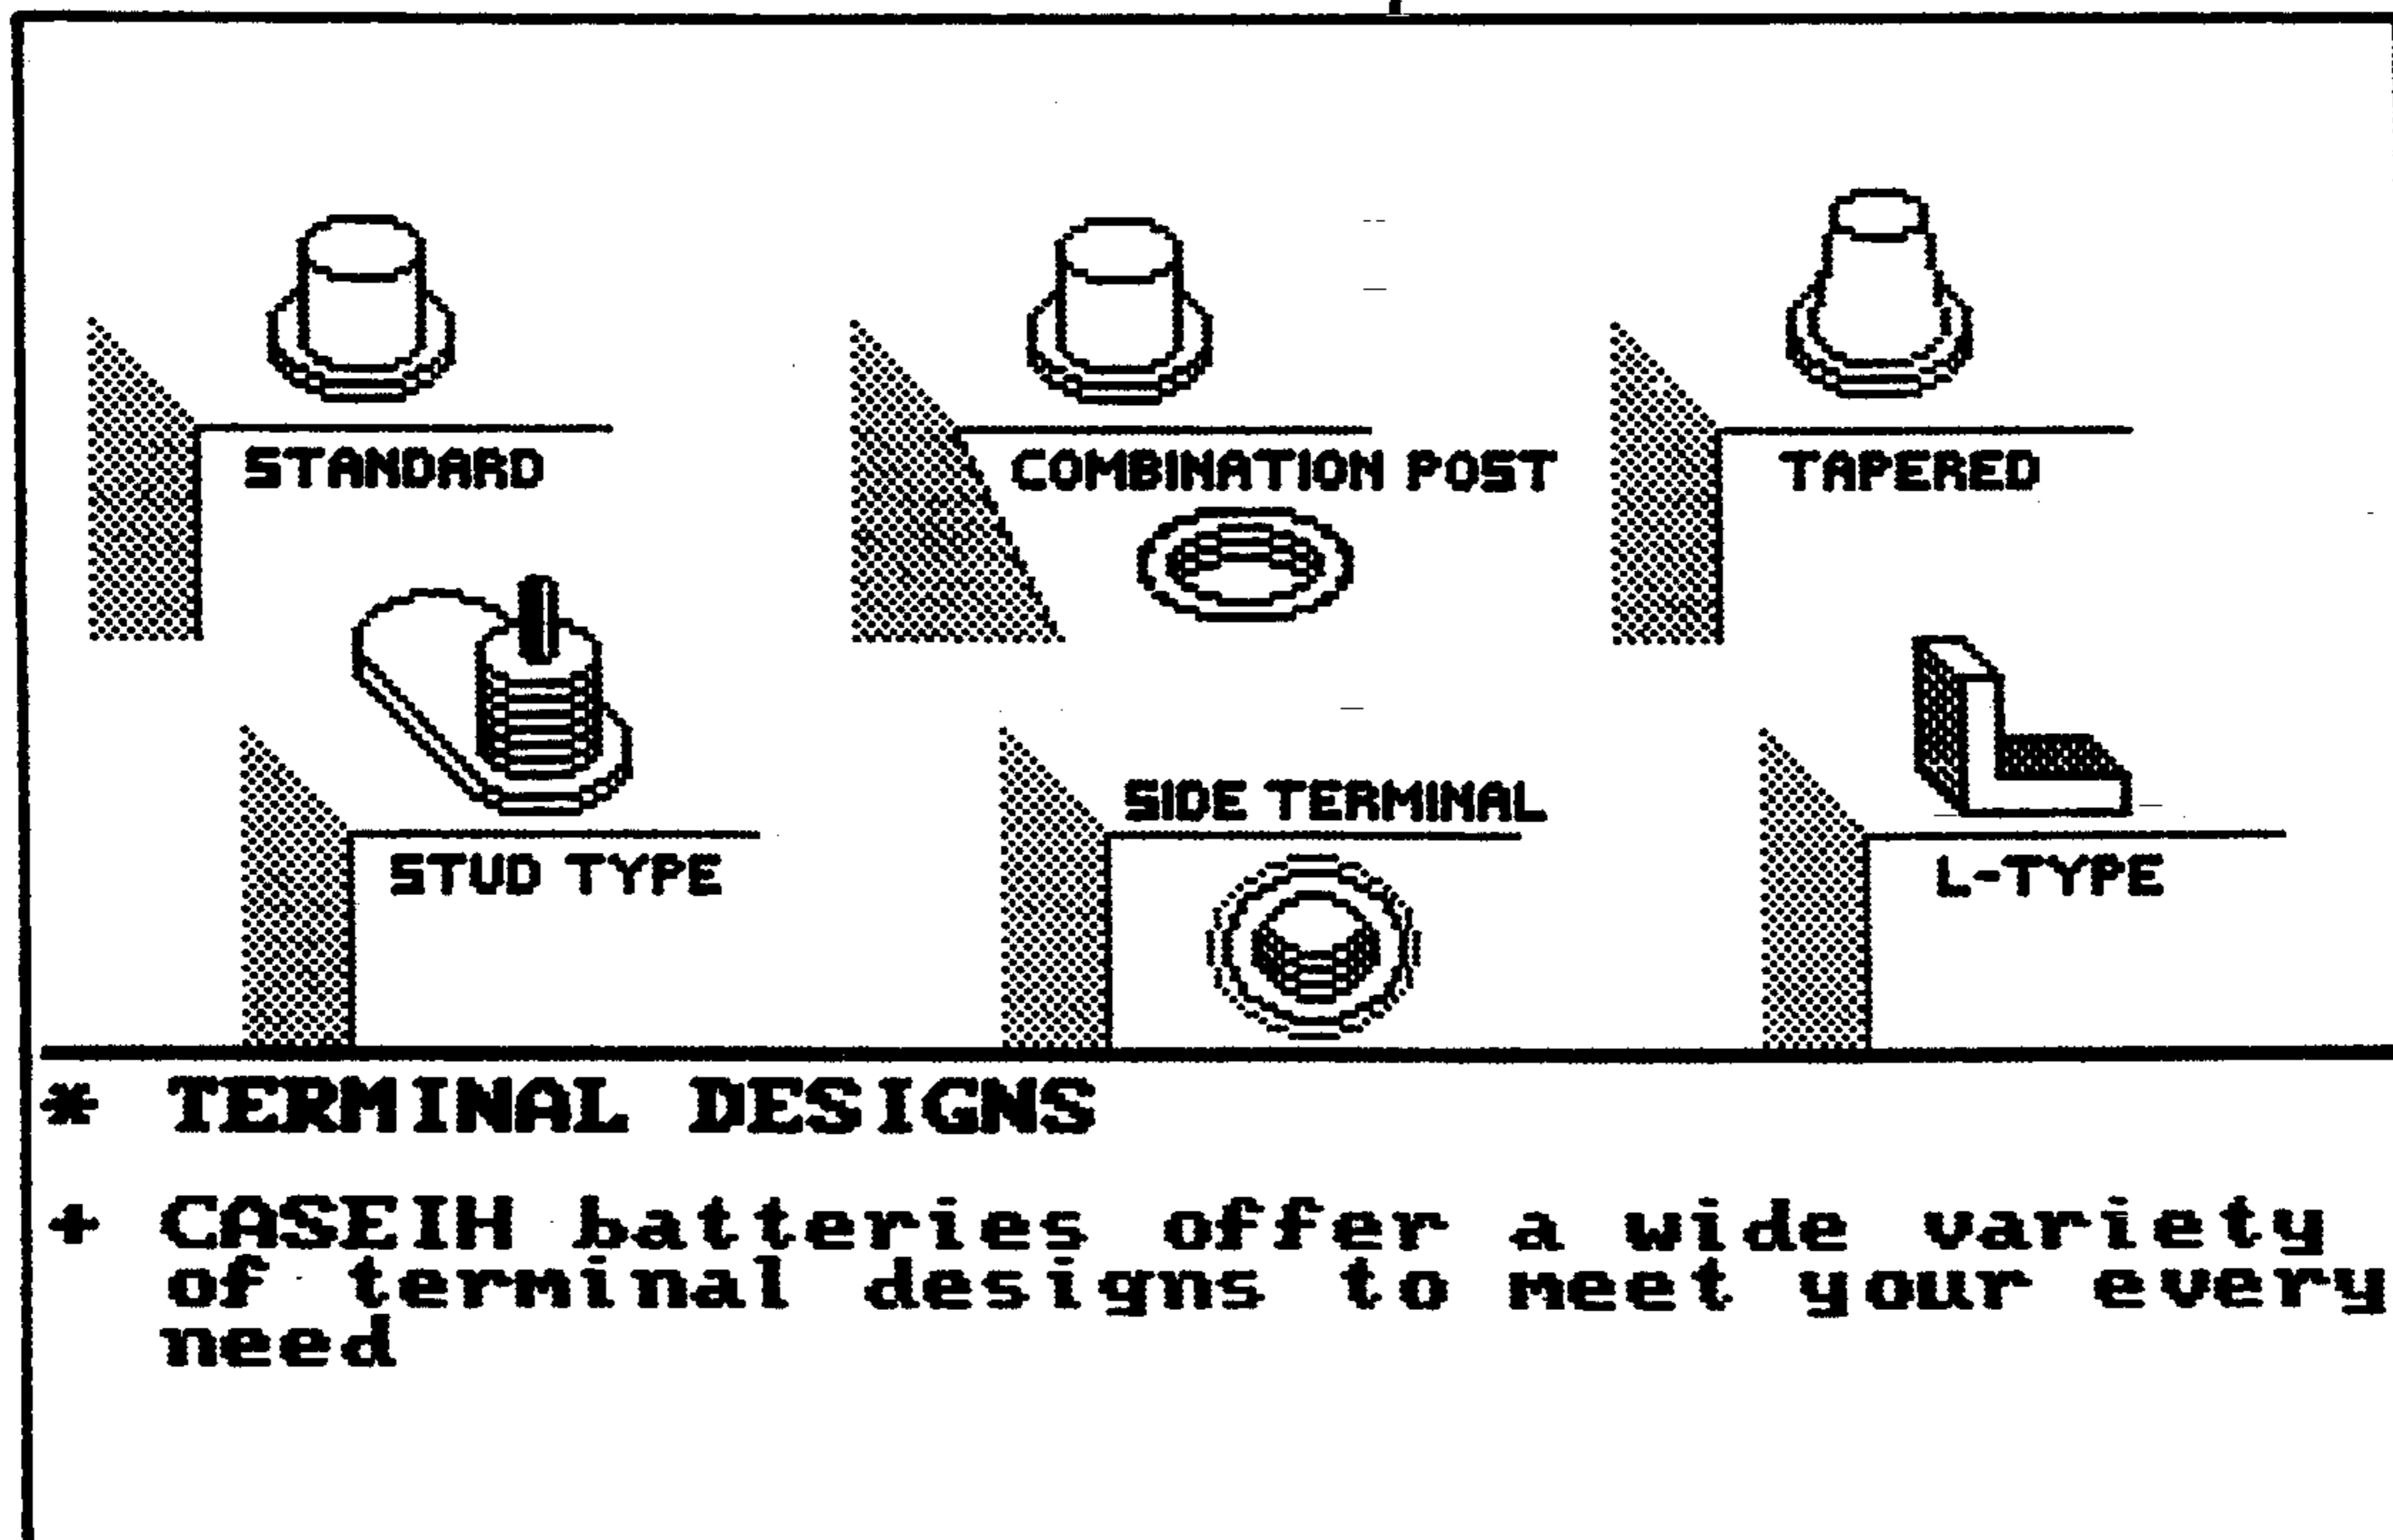 STANDARD
COMBINATION POST
TAPERED
STUD TYPE
SIDE TERMINAL
L-TYPE
* TERMINAL DESIGNS
+ CASEIH batteries offer a wide variety
of terminal designs to meet your every
need